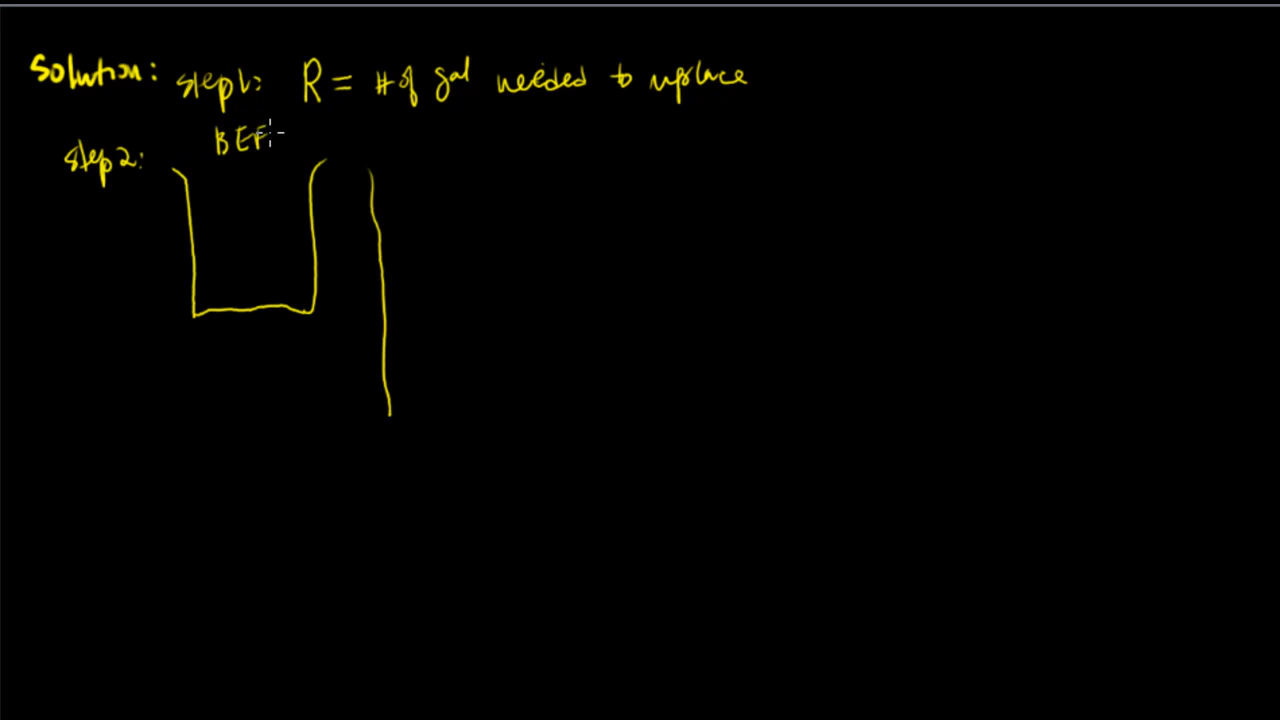 Solution: Step1: R = # of gal needed to replace
BEF
Step2: